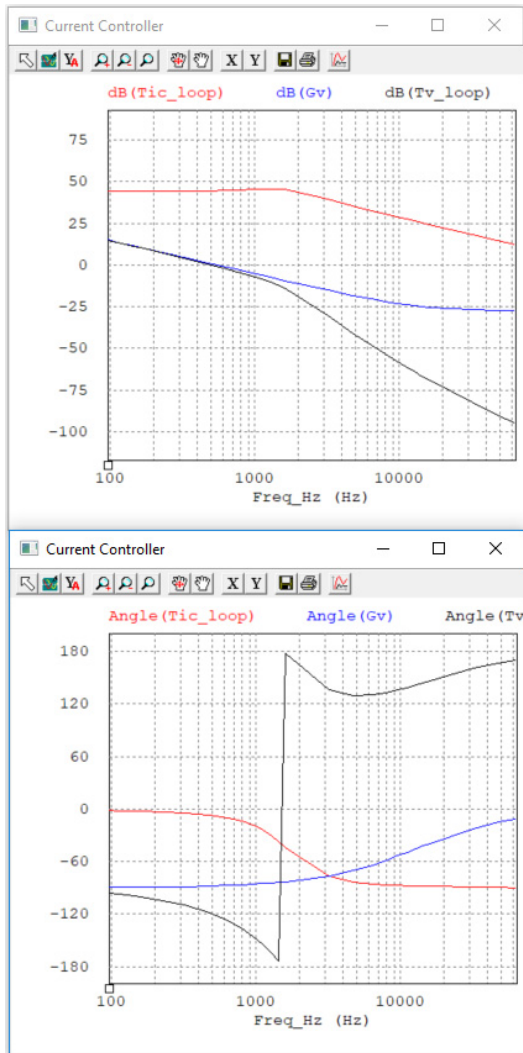 Current Controller
X Y
dB(Tic_loop) dB(Gv) dB(Tv_loop)
75
50
25
0
-25
-50
-75
-100
100 1000 10000
Freq_Hz (Hz)
Current Controller
X Y
Angle(Tic_loop) Angle(Gv) Angle(Tv
180
120
60
0
-60
-120
-180
100 1000 10000
Freq_Hz (Hz)